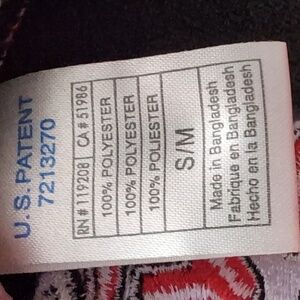 U.S. PATENT
7213270
RN # 119208 CA # 51986
100% POLYESTER
100% POLYESTER
100% POLIESTER
S/M
Made in Bangladesh
Fabrique en Bangladesh
Hecho en la Bangladesh